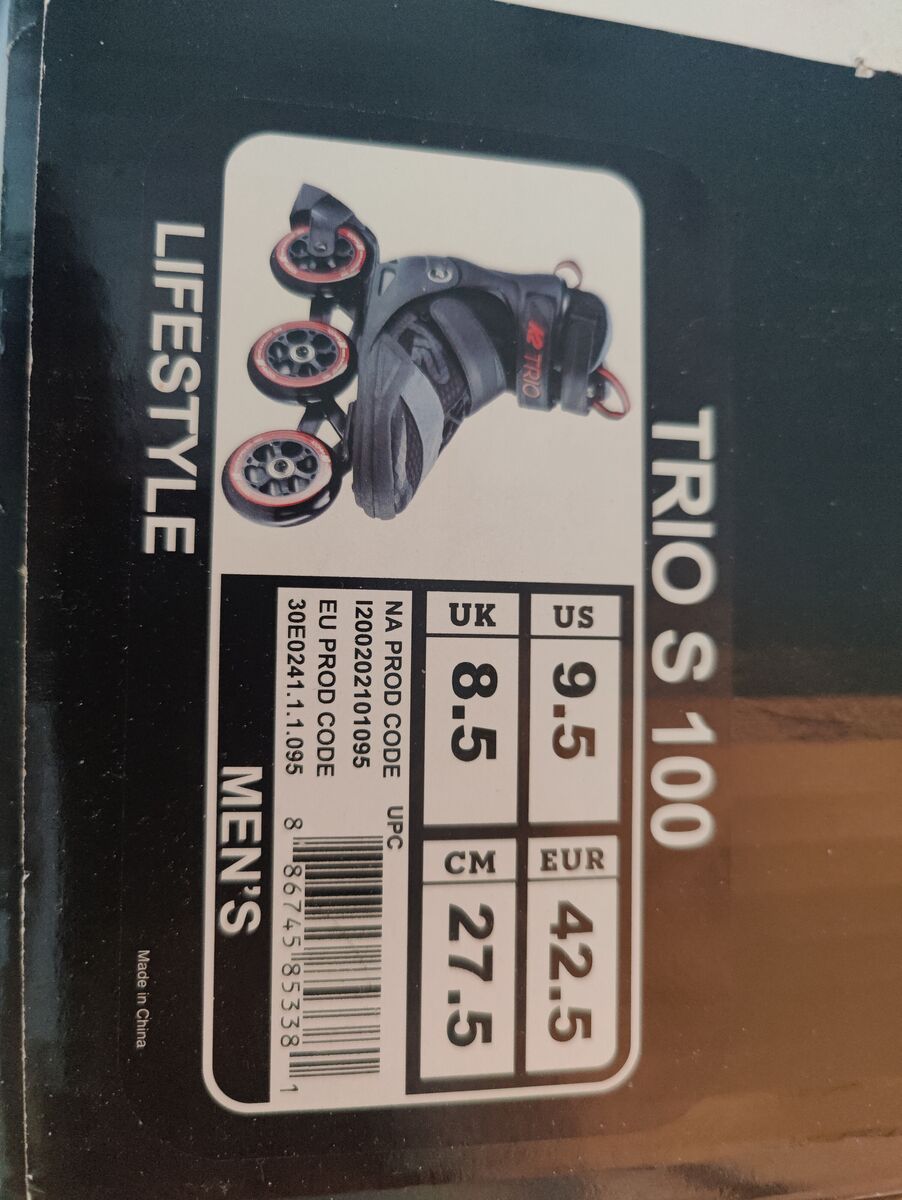 TRIO S 100
K2 TRIO
US
9.5
EUR
42.5
UK
8.5
CM
27.5
NA PROD CODE
I200202101095
EU PROD CODE
30E0241.1.1.095
UPC
8 86745 85338 1
MEN'S
LIFESTYLE
Made in China